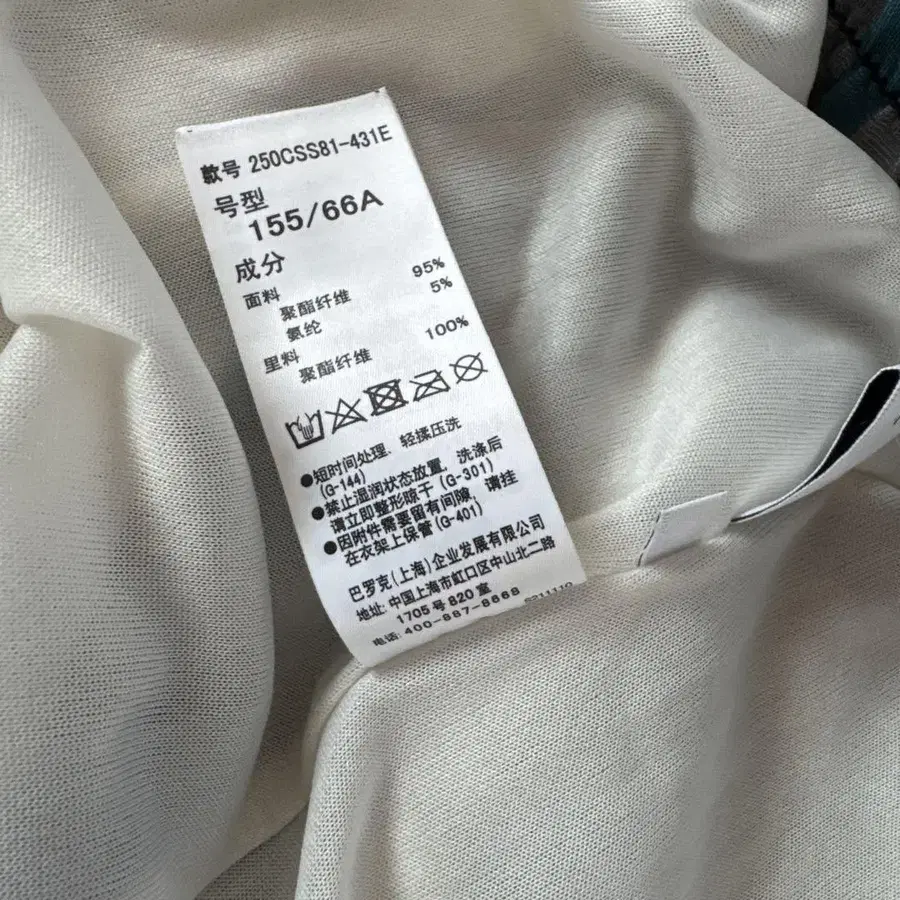 款号 250CSS81-431E
号型
155/66A
成分
面料
聚酯纤维 95%
氨纶 5%
里料
聚酯纤维 100%
●短时间处理、轻揉压洗
(G-144)
●禁止湿润状态放置，洗涤后
请立即整形晾干(G-301)
●因附件需要留有间隙，请挂
在衣架上保管(G-401)
巴罗克(上海)企业发展有限公司
地址: 中国上海市虹口区中山北二路
1705号820室
电话: 400-887-8668